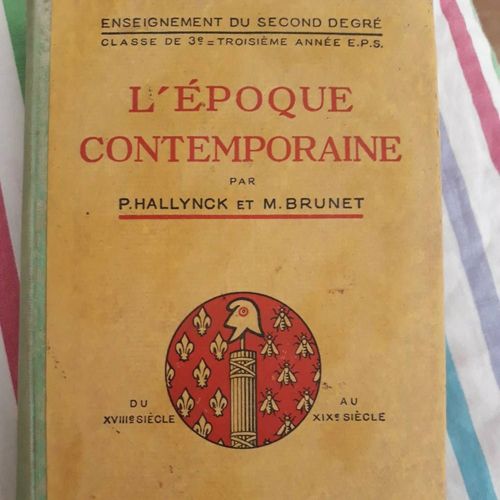 ENSEIGNEMENT DU SECOND DEGRÉ
CLASSE DE 3e = TROISIÈME ANNÉE E.P.S.
L'ÉPOQUE
CONTEMPORAINE
PAR
P. HALLYNCK ET M. BRUNET
DU
XVIIIe SIÈCLE
AU
XIXe SIÈCLE